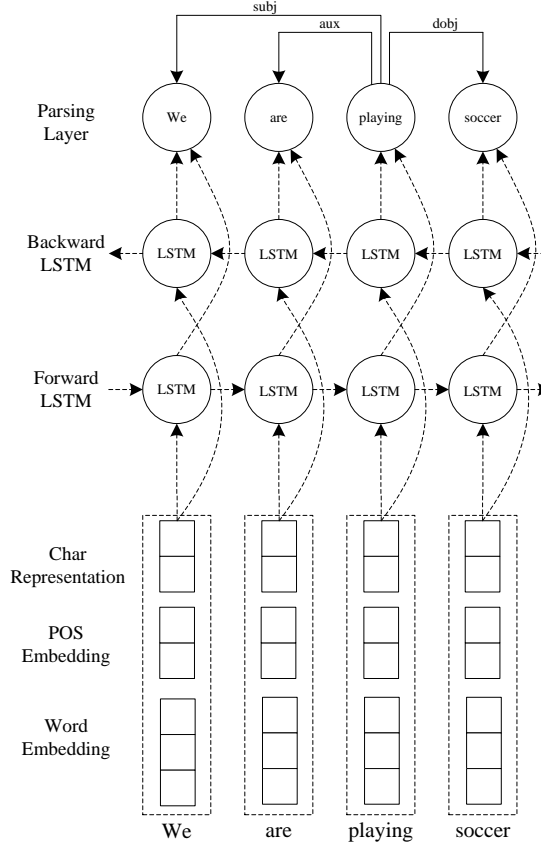 subj
aux
dobj
Parsing
Layer
We
are
playing
soccer
Backward
LSTM
LSTM
LSTM
LSTM
LSTM
Forward
LSTM
LSTM
LSTM
LSTM
LSTM
Char
Representation
POS
Embedding
Word
Embedding
We
are
playing
soccer